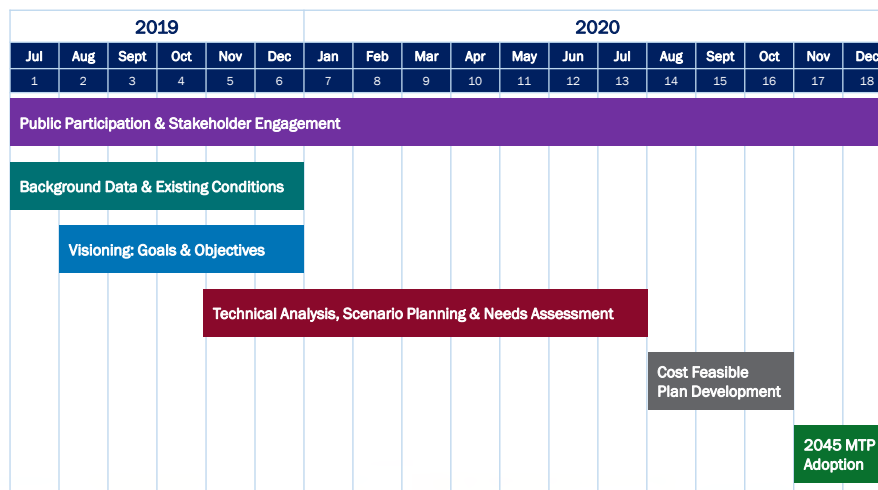 2019 2020
Jul Aug Sept Oct Nov Dec Jan Feb Mar Apr May Jun Jul Aug Sept Oct Nov Dec
1 2 3 4 5 6 7 8 9 10 11 12 13 14 15 16 17 18
Public Participation & Stakeholder Engagement
Background Data & Existing Conditions
Visioning: Goals & Objectives
Technical Analysis, Scenario Planning & Needs Assessment
Cost Feasible
Plan Development
2045 MTP
Adoption